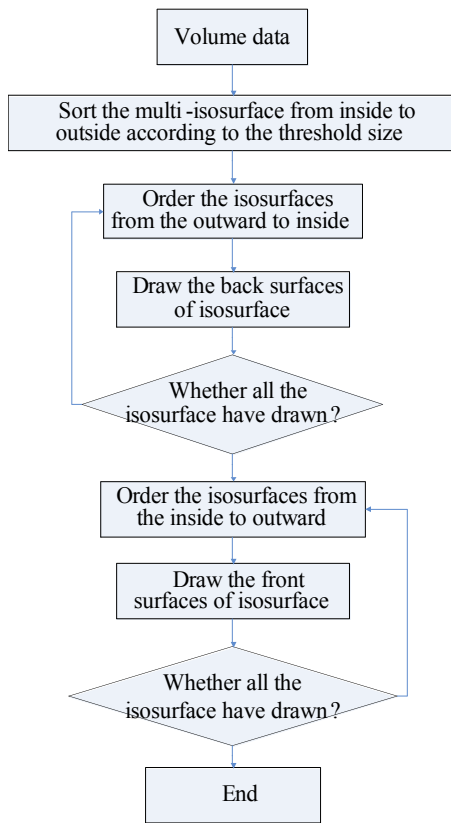 Volume data
Sort the multi-isosurface from inside to
outside according to the threshold size
Order the isosurfaces
from the outward to inside
Draw the back surfaces
of isosurface
Whether all the
isosurface have drawn?
Order the isosurfaces from
the inside to outward
Draw the front
surfaces of isosurface
Whether all the
isosurface have drawn?
End